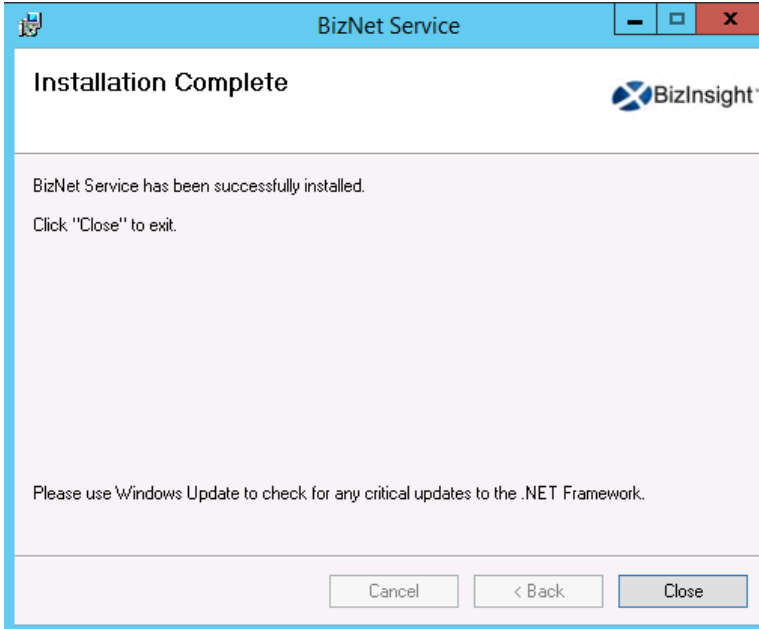 BizNet Service
Installation Complete
BizInsight
BizNet Service has been successfully installed.
Click "Close" to exit.
Please use Windows Update to check for any critical updates to the .NET Framework.
Cancel
< Back
Close